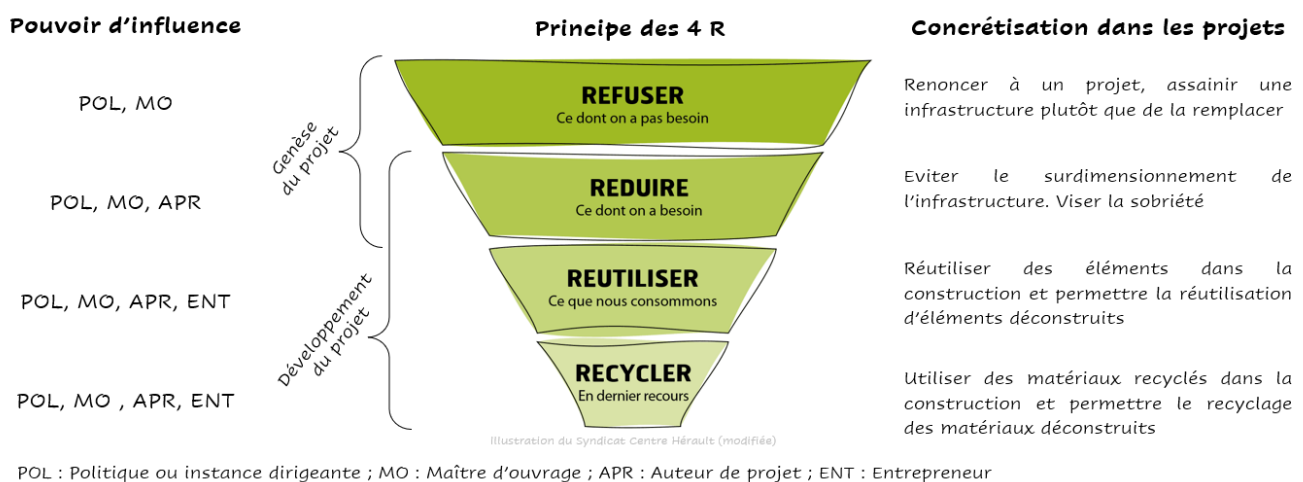 Pouvoir d'influence
Principe des 4 R
Concrétisation dans les projets
POL, MO
Genèse
du projet
REFUSER
Ce dont on a pas besoin
Renoncer à un projet, assainir une
infrastructure plutôt que de la remplacer
POL, MO, APR
REDUIRE
Ce dont on a besoin
Eviter le surdimensionnement de
l'infrastructure. Viser la sobriété
POL, MO, APR, ENT
Développement
du projet
REUTILISER
Ce que nous consommons
Réutiliser des éléments dans la
construction et permettre la réutilisation
d'éléments déconstruits
POL, MO , APR, ENT
RECYCLER
En dernier recours
Utiliser des matériaux recyclés dans la
construction et permettre le recyclage
des matériaux déconstruits
Illustration du Syndicat Centre Hérault (modifiée)
POL : Politique ou instance dirigeante ; MO : Maître d'ouvrage ; APR : Auteur de projet ; ENT : Entrepreneur